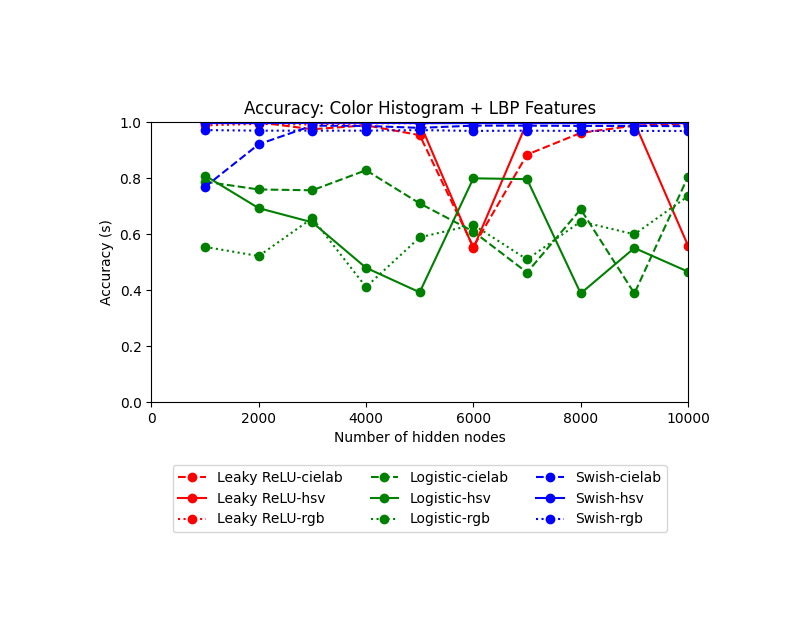 Accuracy: Color Histogram + LBP Features
1.0
0.8
0.6
0.4
0.2
0.0
Accuracy (s)
0 2000 4000 6000 8000 10000
Number of hidden nodes
Leaky ReLU-cielab Logistic-cielab Swish-cielab
Leaky ReLU-hsv Logistic-hsv Swish-hsv
Leaky ReLU-rgb Logistic-rgb Swish-rgb